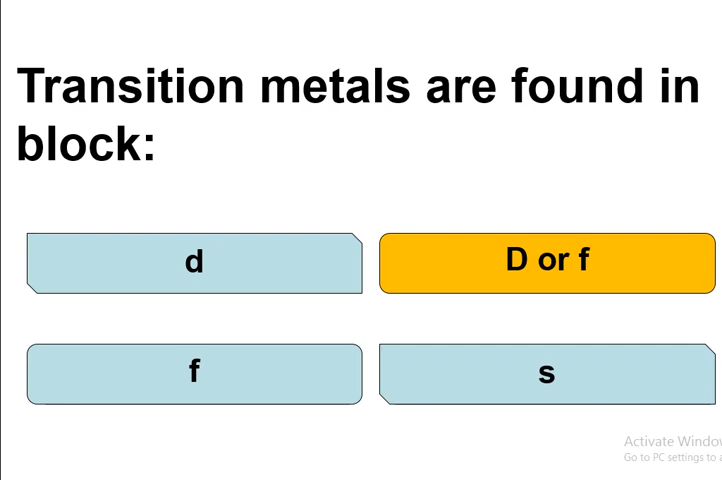 Transition metals are found in
block:
d
D or f
f
s
Activate Window
Go to PC settings to a